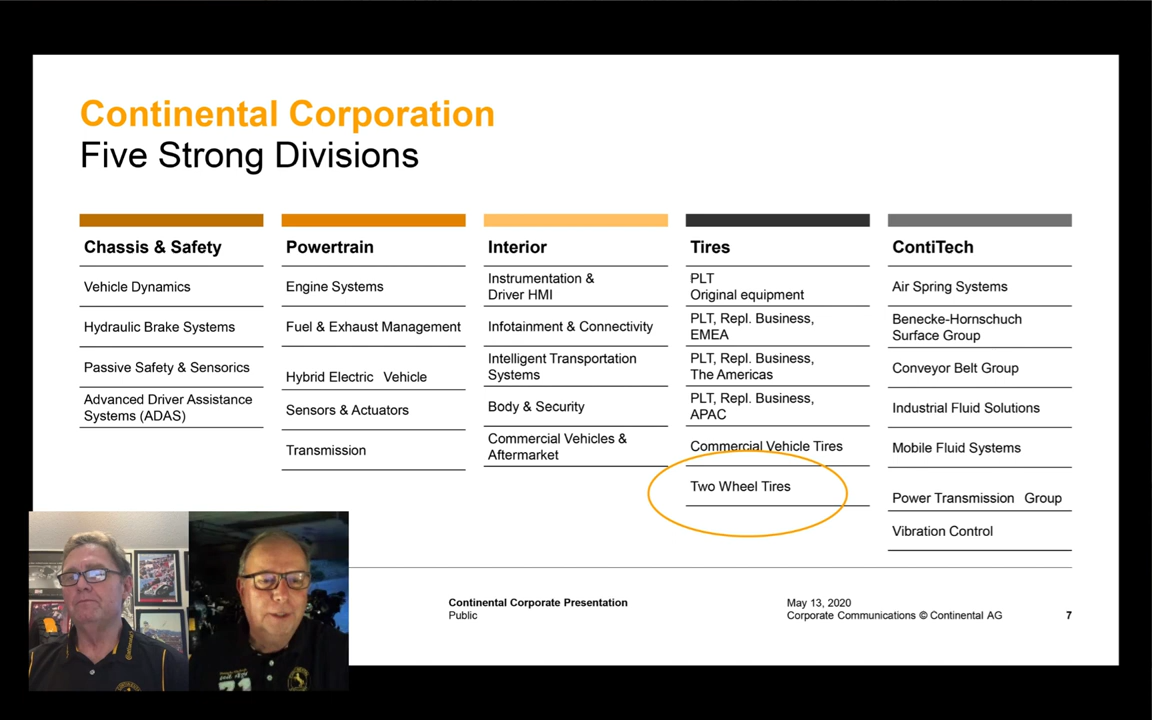 Continental Corporation
Five Strong Divisions
Chassis & Safety
Vehicle Dynamics
Hydraulic Brake Systems
Passive Safety & Sensorics
Advanced Driver Assistance
Systems (ADAS)
Powertrain
Engine Systems
Fuel & Exhaust Management
Hybrid Electric Vehicle
Sensors & Actuators
Transmission
Interior
Instrumentation &
Driver HMI
Infotainment & Connectivity
Intelligent Transportation
Systems
Body & Security
Commercial Vehicles &
Aftermarket
Tires
PLT
Original equipment
PLT, Repl. Business,
EMEA
PLT, Repl. Business,
The Americas
PLT, Repl. Business,
APAC
Commercial Vehicle Tires
Two Wheel Tires
ContiTech
Air Spring Systems
Benecke-Hornschuch
Surface Group
Conveyor Belt Group
Industrial Fluid Solutions
Mobile Fluid Systems
Power Transmission Group
Vibration Control
Continental Corporate Presentation
Public
May 13, 2020
Corporate Communications © Continental AG
7
71